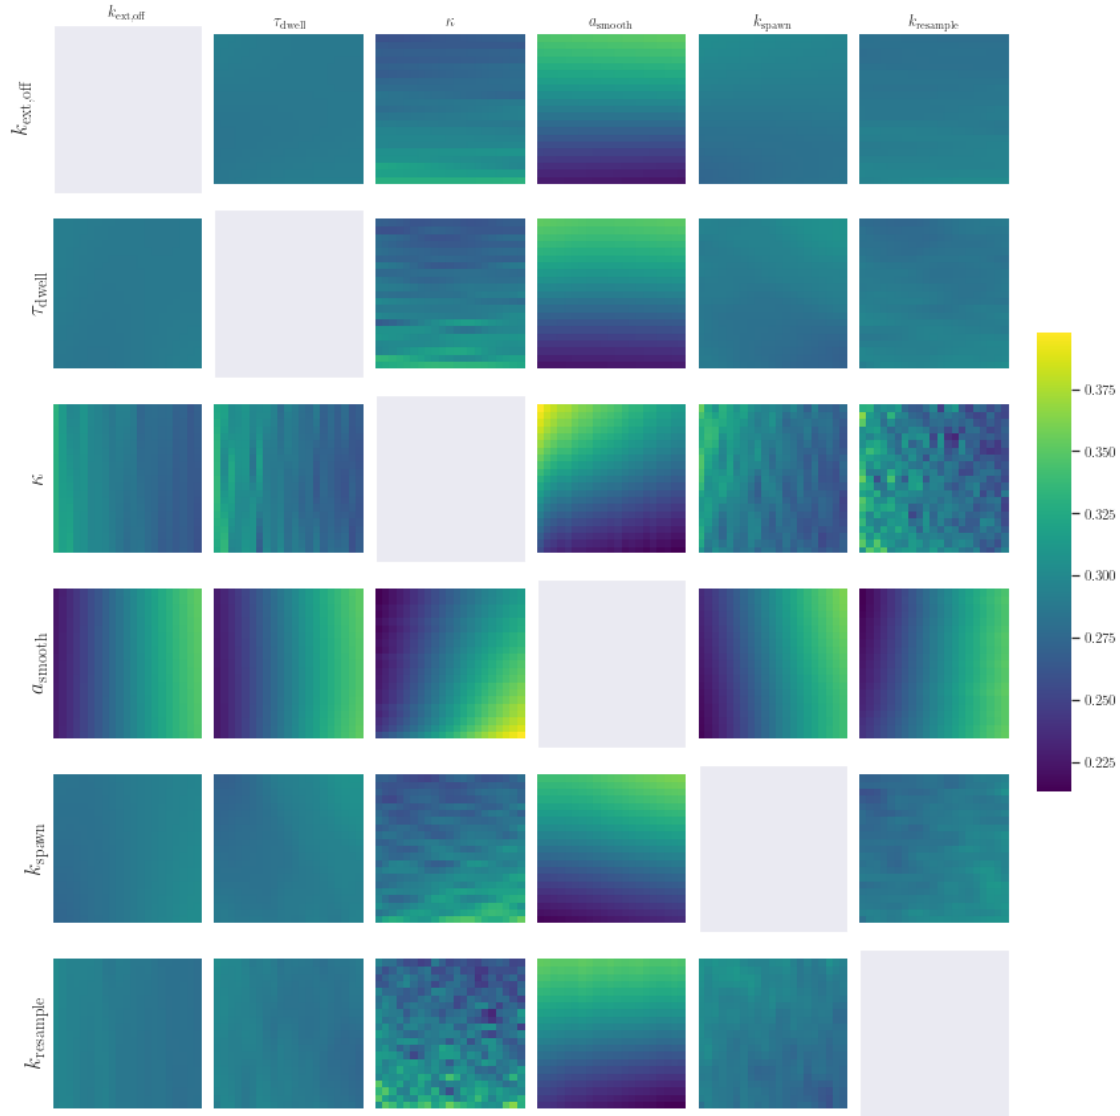 k_ext,off τ_dwell κ a_smooth k_spawn k_resample
k_ext,off
τ_dwell
0.375
0.350
κ
0.325
0.300
0.275
a_smooth
0.250
0.225
k_spawn
k_resample